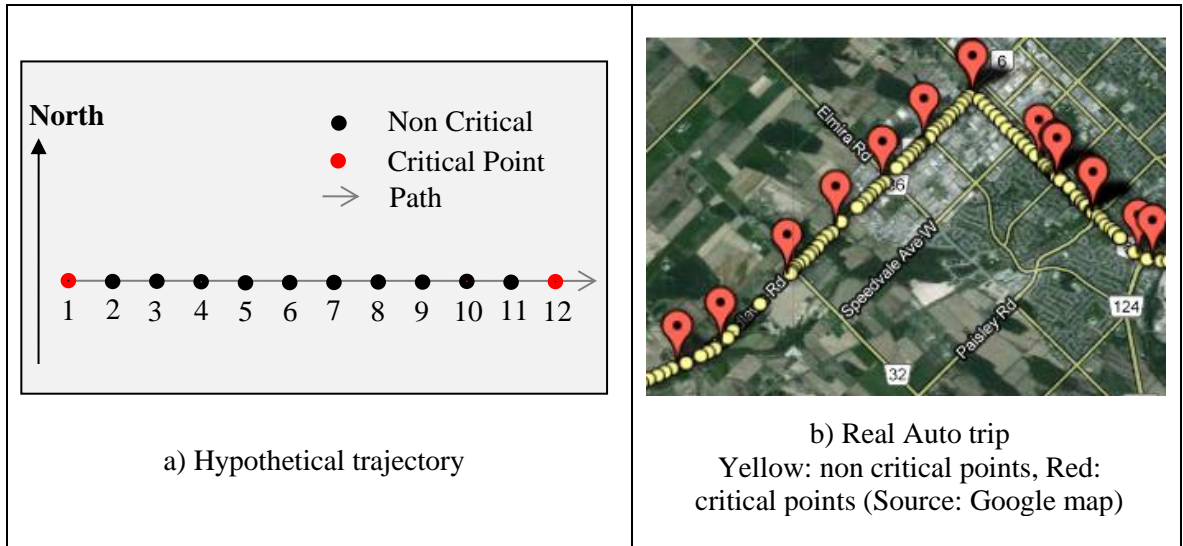 North
Non Critical
Critical Point
Path
1 2 3 4 5 6 7 8 9 10 11 12
a) Hypothetical trajectory
6
Elmira Rd
Rd
Speedvale Ave W
Paisley Rd
124
32
b) Real Auto trip
Yellow: non critical points, Red:
critical points (Source: Google map)